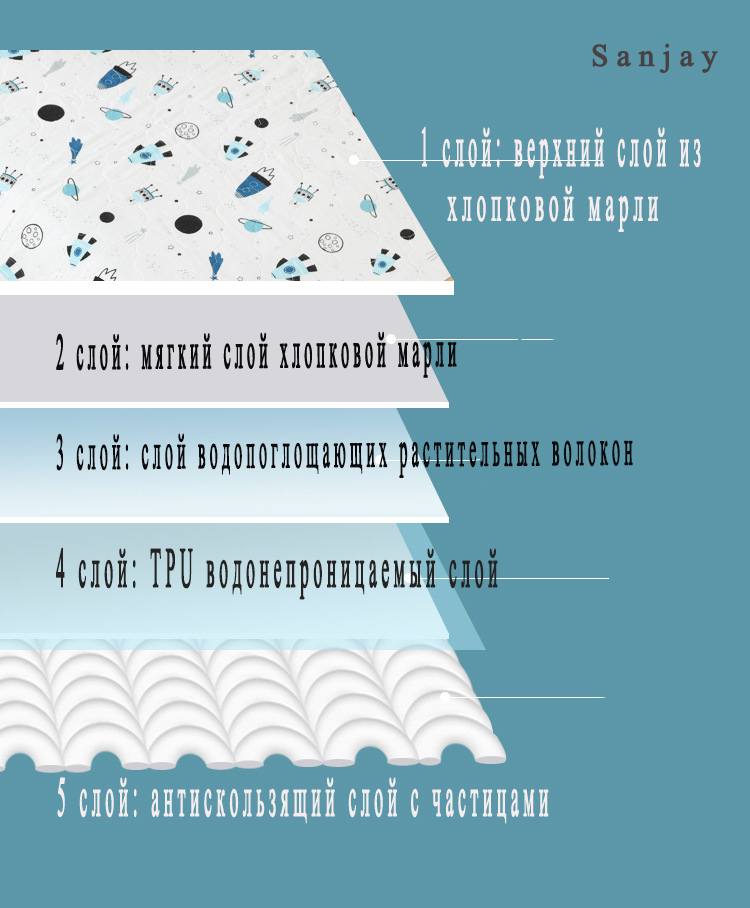 Sanjay
1 слой: верхний слой из
хлопковой марли
2 слой: мягкий слой хлопковой марли
3 слой: слой водопоглощающих растительных волокон
4 слой: TPU водонепроницаемый слой
5 слой: антискользящий слой с частицами